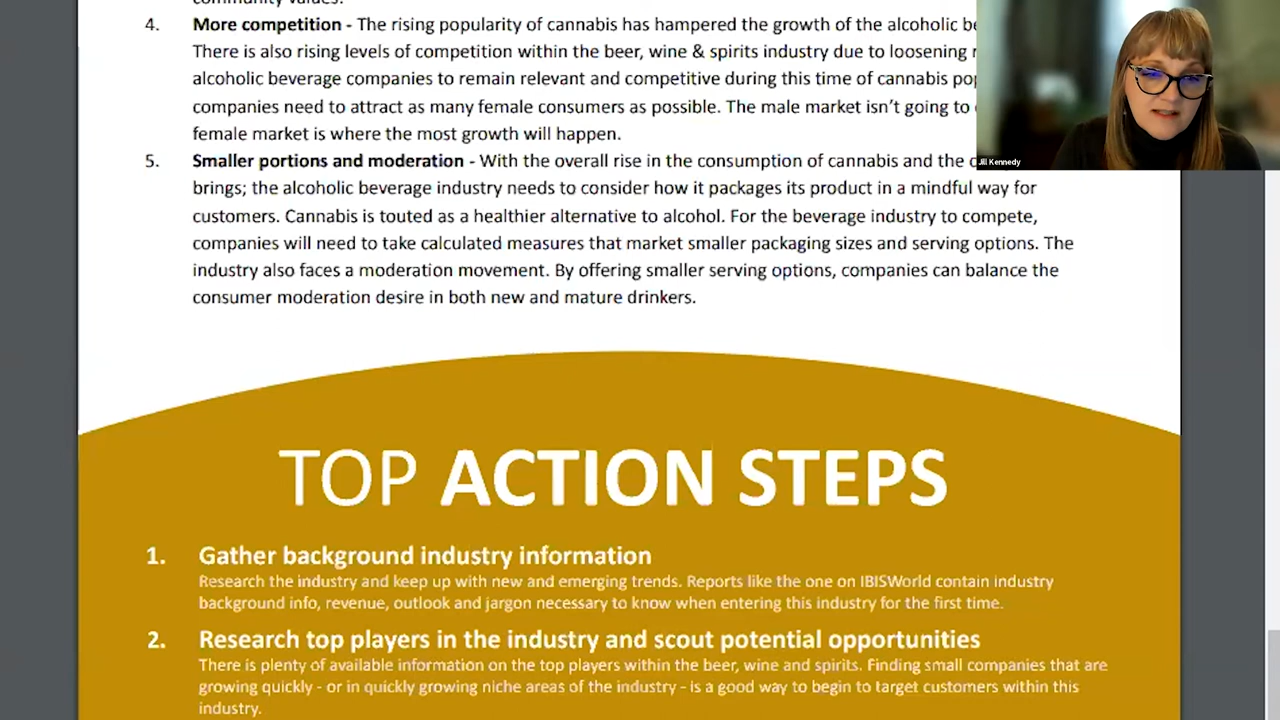 community values.
4. More competition - The rising popularity of cannabis has hampered the growth of the alcoholic
There is also rising levels of competition within the beer, wine & spirits industry due to loosening
alcoholic beverage companies to remain relevant and competitive during this time of cannabis
companies need to attract as many female consumers as possible. The male market isn't going to
female market is where the most growth will happen.
5. Smaller portions and moderation - With the overall rise in the consumption of cannabis and the
Jill Kennedy
brings; the alcoholic beverage industry needs to consider how it packages its product in a mindful way for
customers. Cannabis is touted as a healthier alternative to alcohol. For the beverage industry to compete,
companies will need to take calculated measures that market smaller packaging sizes and serving options. The
industry also faces a moderation movement. By offering smaller serving options, companies can balance the
consumer moderation desire in both new and mature drinkers.
TOP ACTION STEPS
1. Gather background industry information
Research the industry and keep up with new and emerging trends. Reports like the one on IBISWorld contain industry
background info, revenue, outlook and jargon necessary to know when entering this industry for the first time.
2. Research top players in the industry and scout potential opportunities
There is plenty of available information on the top players within the beer, wine and spirits. Finding small companies that are
growing quickly - or in quickly growing niche areas of the industry - is a good way to begin to target customers within this
industry.